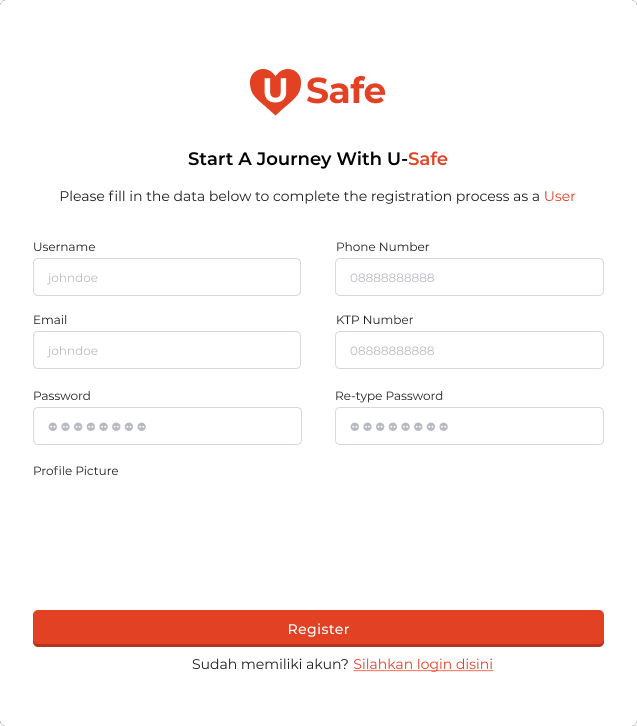 U Safe
Start A Journey With U-Safe
Please fill in the data below to complete the registration process as a User
Username
johndoe
Phone Number
08888888888
Email
johndoe
KTP Number
08888888888
Password
Re-type Password
Profile Picture
Register
Sudah memiliki akun? Silahkan login disini